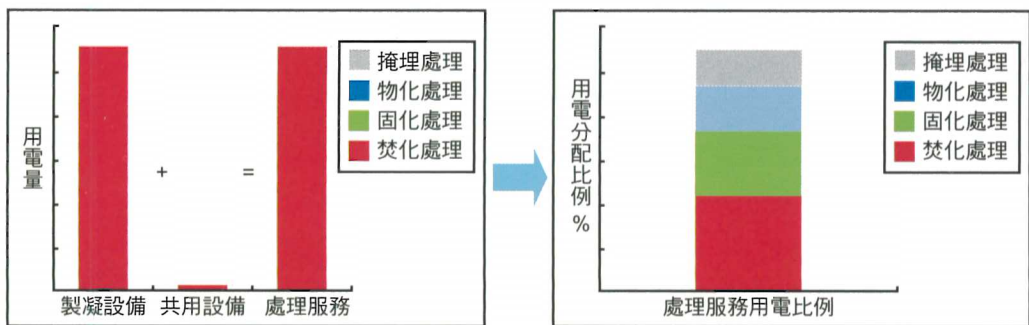 用電量
掩埋處理
物化處理
固化處理
焚化處理
+
=
製凝設備
共用設備
處理服務
用電分配比例%
掩埋處理
物化處理
固化處理
焚化處理
處理服務用電比例